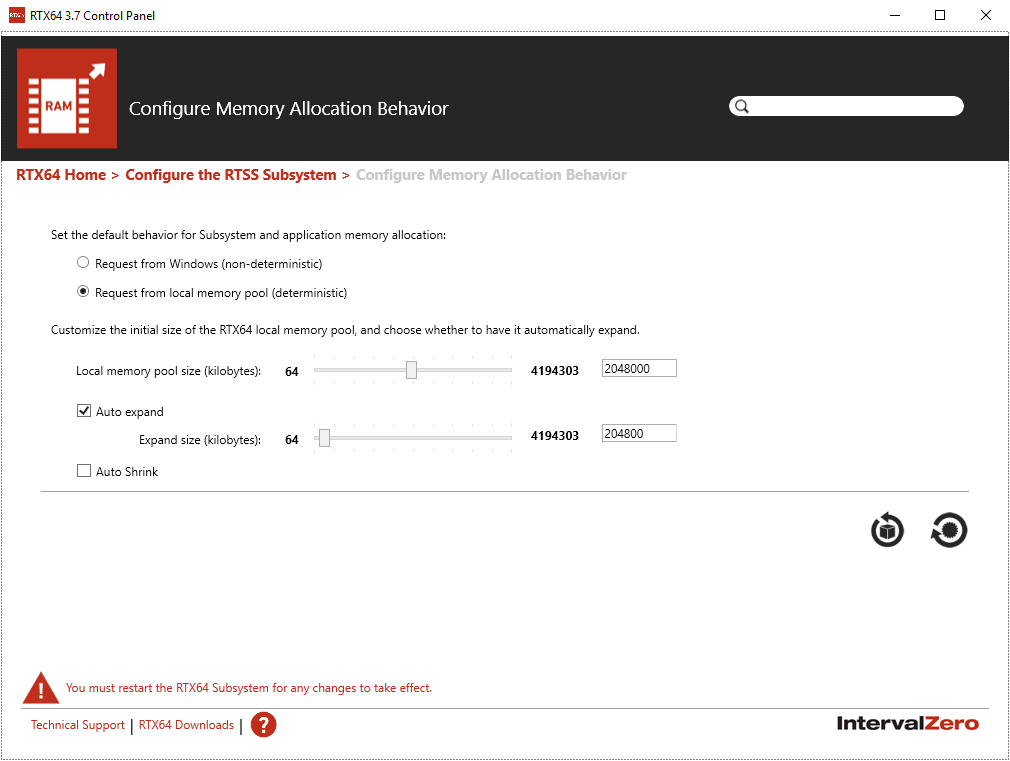 RTX64 3.7 Control Panel
RAM
Configure Memory Allocation Behavior
RTX64 Home > Configure the RTSS Subsystem > Configure Memory Allocation Behavior
Set the default behavior for Subsystem and application memory allocation:
Request from Windows (non-deterministic)
Request from local memory pool (deterministic)
Customize the initial size of the RTX64 local memory pool, and choose whether to have it automatically expand.
Local memory pool size (kilobytes): 64 4194303 2048000
Auto expand
Expand size (kilobytes): 64 4194303 204800
Auto Shrink
! You must restart the RTX64 Subsystem for any changes to take effect.
Technical Support | RTX64 Downloads | ? IntervalZero